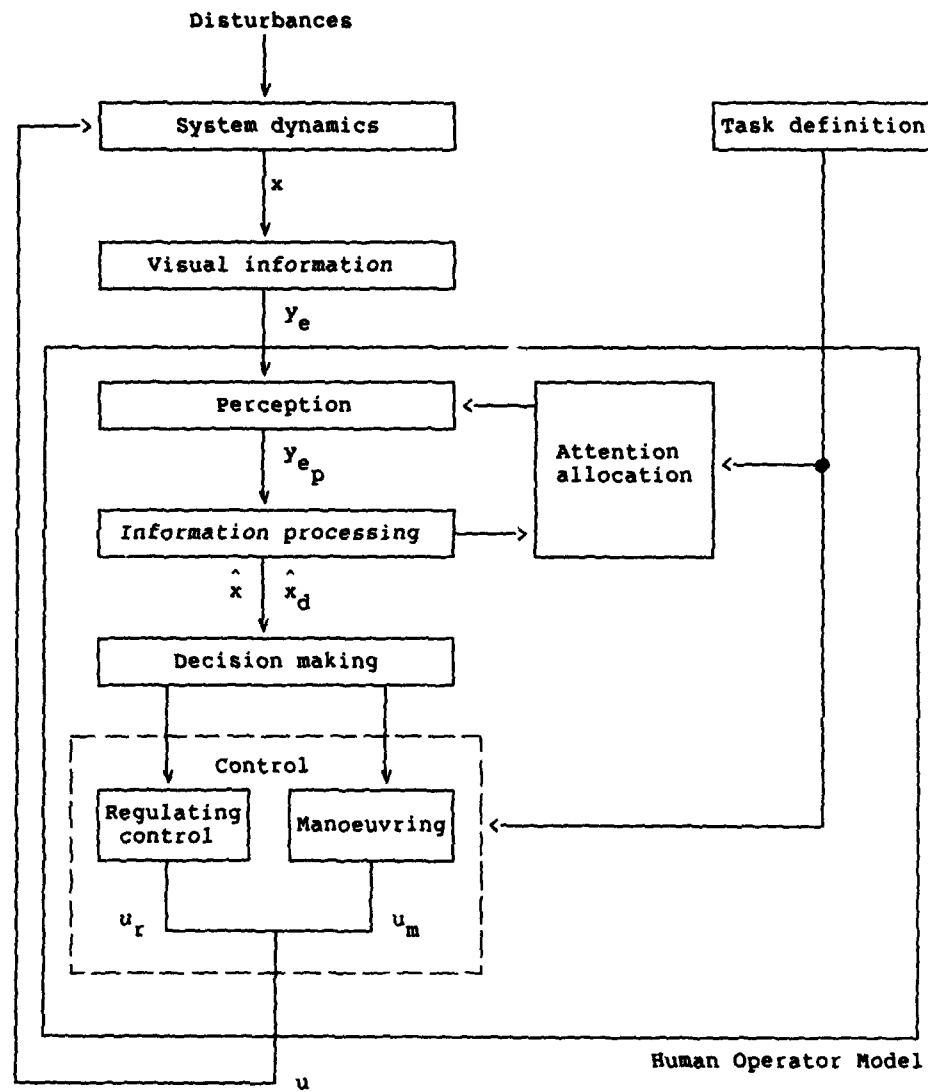 Disturbances
System dynamics
Task definition
x
Visual information
y_e
Perception
Attention
allocation
y_e_p
Information processing
x̂ x̂_d
Decision making
Control
Regulating
control
Manoeuvring
u_r
u_m
Human Operator Model
u